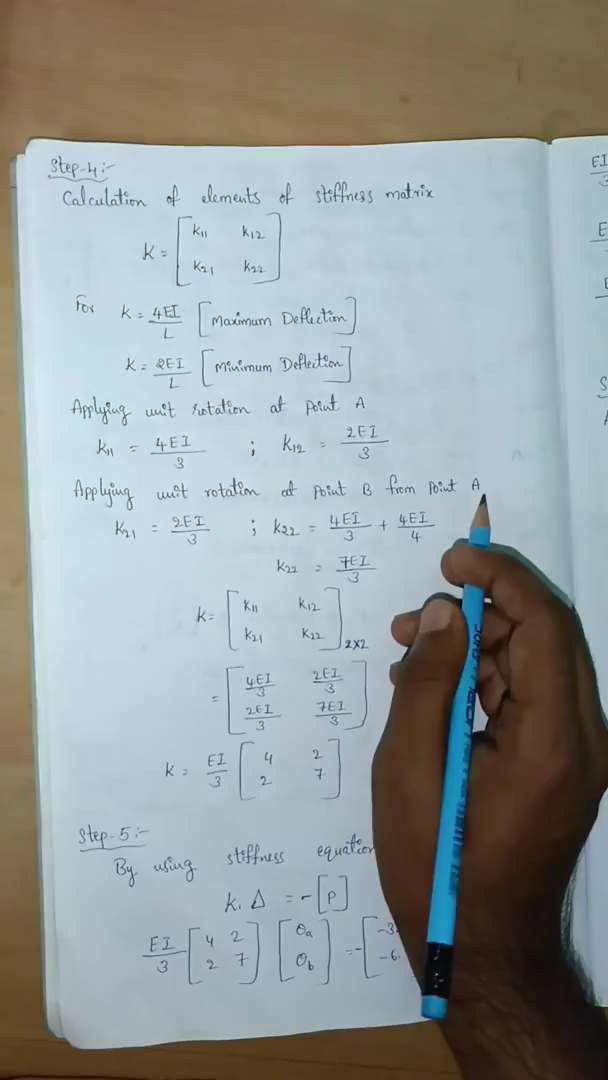 Step-4:-
Calculation of elements of stiffness matrix
K = [ k11 k12
k21 k22 ]
For K = 4EI/L [Maximum Deflection]
K = 2EI/L [Minimum Deflection]
Applying unit rotation at point A
K11 = 4EI/3 ; K12 = 2EI/3
Applying unit rotation at point B from point A
K21 = 2EI/3 ; K22 = 4EI/3 + 4EI/4
K22 = 7EI/3
K = [ k11 k12
k21 k22 ] 2x2
= [ 4EI/3 2EI/3
2EI/3 7EI/3 ]
K = EI/3 [ 4 2
2 7 ]
Step-5:-
By using stiffness equation
K. Δ = -[P]
EI/3 [ 4 2 [ θa = -[ -3
2 7 ] θb ] -6.